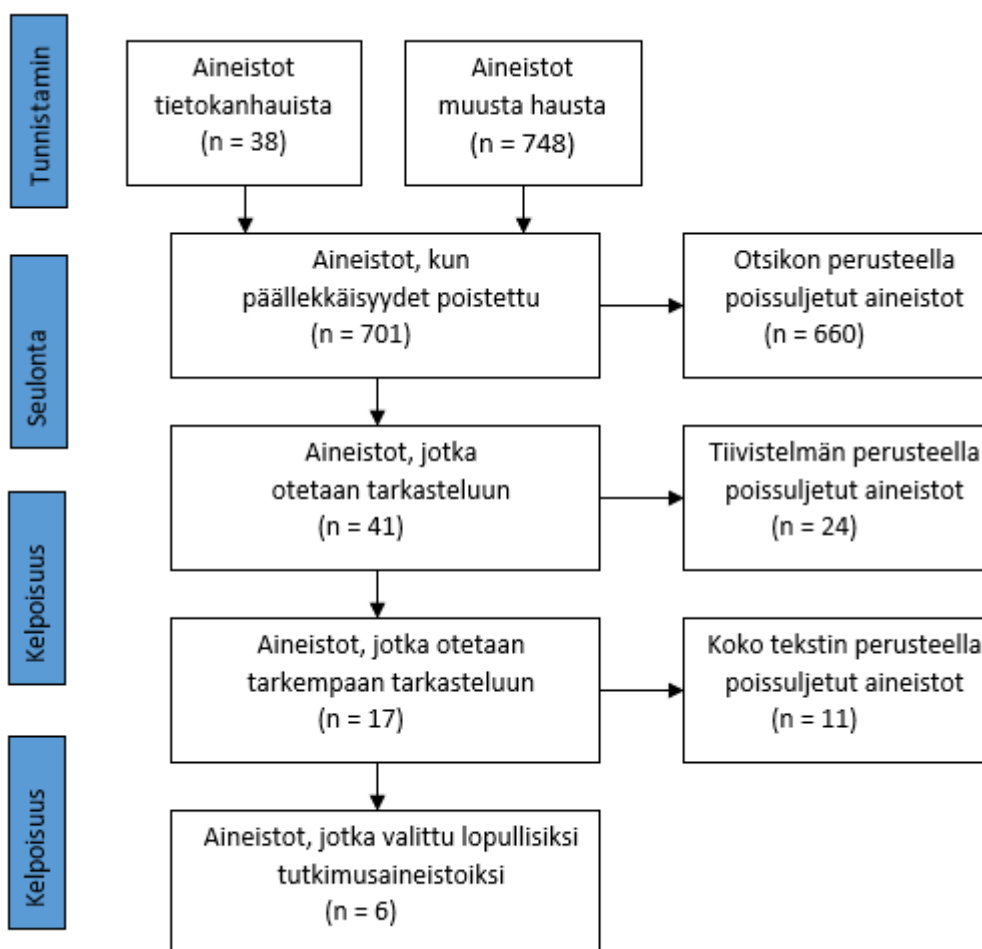 Tunnistamin
Aineistot
tietokanhauista
(n = 38)
Aineistot
muusta hausta
(n = 748)
Seulonta
Aineistot, kun
päällekkäisyydet poistettu
(n = 701)
Otsikon perusteella
poissuljetut aineistot
(n = 660)
Aineistot, jotka
otetaan tarkasteluun
(n = 41)
Tiivistelmän perusteella
poissuljetut aineistot
(n = 24)
Kelpoisuus
Aineistot, jotka otetaan
tarkempaan tarkasteluun
(n = 17)
Koko tekstin perusteella
poissuljetut aineistot
(n = 11)
Kelpoisuus
Aineistot, jotka valittu lopullisiksi
tutkimusaineistoiksi
(n = 6)